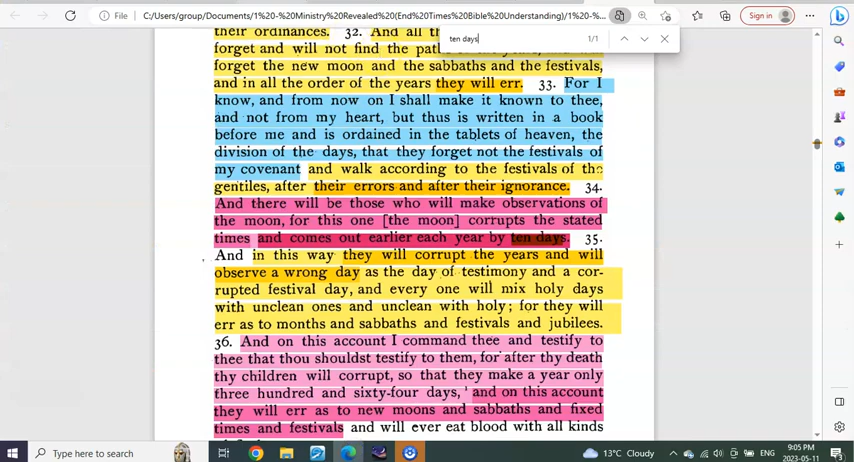 File
C:/Users/group/Documents/1%20-%20Ministry%20Revealed%20(End%20Times%20Bible%20Understanding)/1%20-%...
Sign in
ten days
1/1
their ordinances. 32. And all th
forget and will not find the path
forget the new moon and the sabbaths and the festivals,
and in all the order of the years they will err. 33. For I
know, and from now on I shall make it known to thee,
and not from my heart, but thus is written in a book
before me and is ordained in the tablets of heaven, the
division of the days, that they forget not the festivals of
my covenant and walk according to the festivals of the
gentiles, after their errors and after their ignorance. 34.
And there will be those who will make observations of
the moon, for this one [the moon] corrupts the stated
times and comes out earlier each year by ten days. 35.
And in this way they will corrupt the years and will
observe a wrong day as the day of testimony and a cor-
rupted festival day, and every one will mix holy days
with unclean ones and unclean with holy; for they will
err as to months and sabbaths and festivals and jubilees.
36. And on this account I command thee and testify to
thee that thou shouldst testify to them, for after thy death
thy children will corrupt, so that they make a year only
three hundred and sixty-four days, and on this account
they will err as to new moons and sabbaths and fixed
times and festivals and will ever eat blood with all kinds
Type here to search
13°C Cloudy
ENG
9:05 PM
2023-05-11